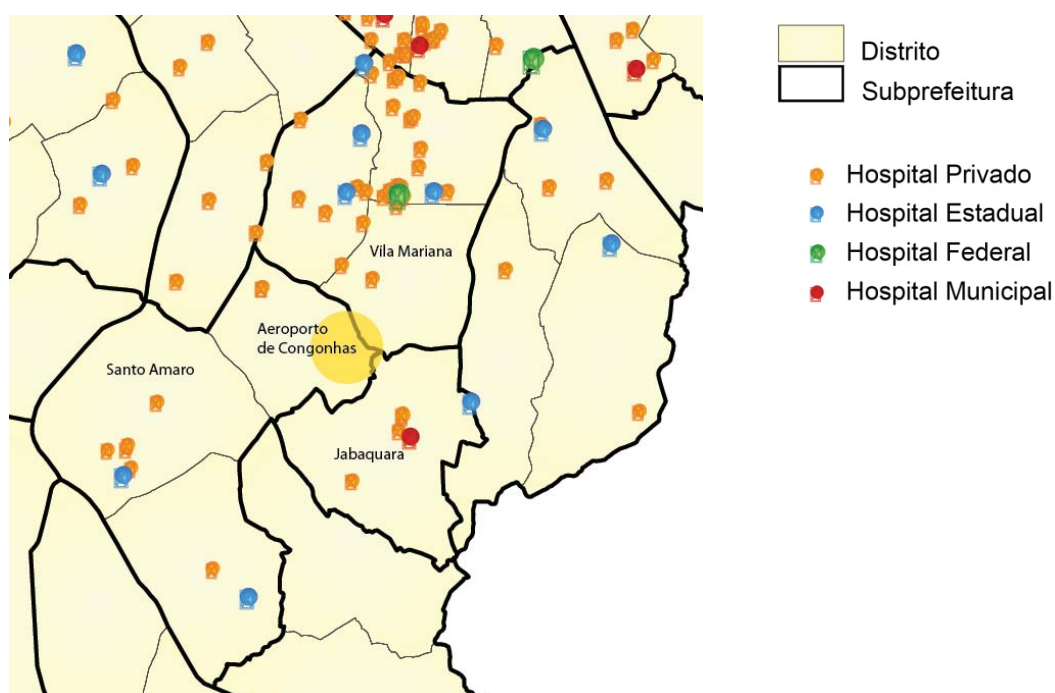 Distrito
Subprefeitura
Hospital Privado
Hospital Estadual
Hospital Federal
Hospital Municipal
Vila Mariana
Aeroporto
de Congonhas
Santo Amaro
Jabaquara